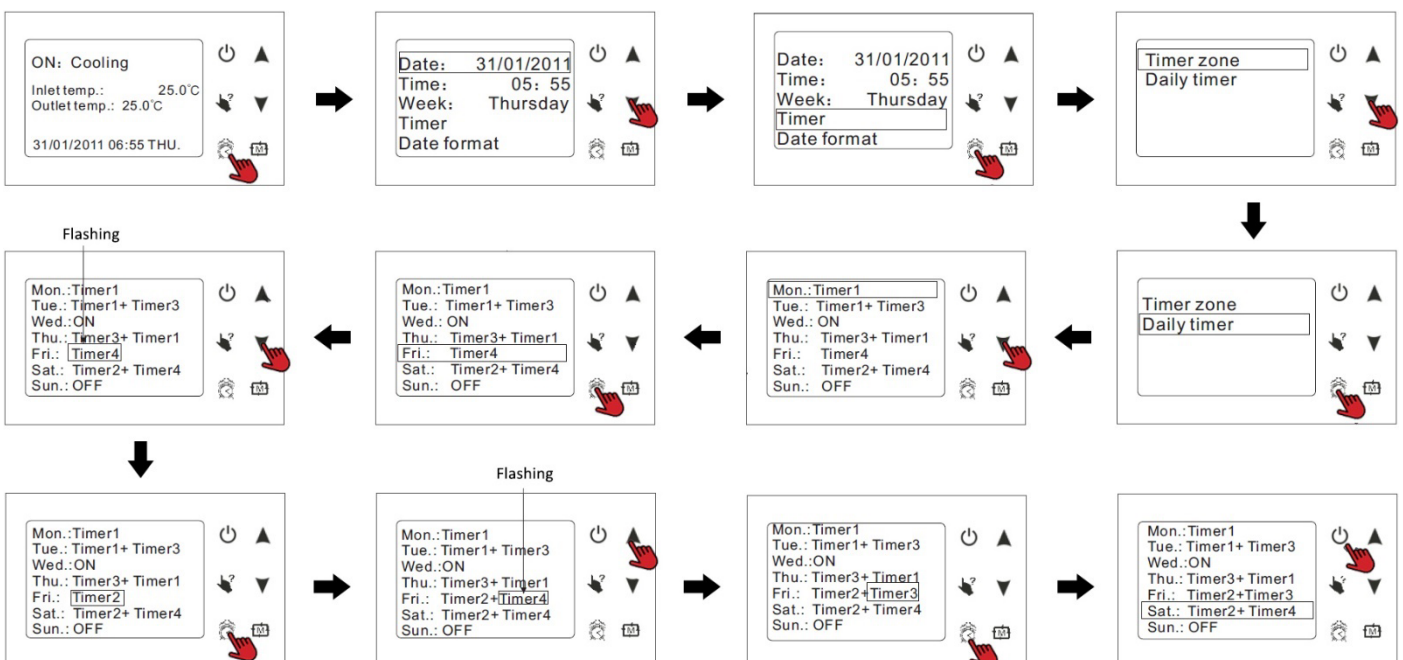 ON: Cooling
Inlet temp.: 25.0℃
Outlet temp.: 25.0℃
31/01/2011 06:55 THU.
Date: 31/01/2011
Time: 05: 55
Week: Thursday
Timer
Date format
Date: 31/01/2011
Time: 05: 55
Week: Thursday
Timer
Date format
Timer zone
Daily timer
Flashing
Mon.:Timer1
Tue.: Timer1+ Timer3
Wed.:ON
Thu.: Timer3+ Timer1
Fri.: Timer4
Sat.: Timer2+ Timer4
Sun.: OFF
Mon.:Timer1
Tue.: Timer1+ Timer3
Wed.: ON
Thu.: Timer3+ Timer1
Fri.: Timer4
Sat.: Timer2+ Timer4
Sun.: OFF
Mon.:Timer1
Tue.: Timer1+ Timer3
Wed.: ON
Thu.: Timer3+ Timer1
Fri.: Timer4
Sat.: Timer2+ Timer4
Sun.: OFF
Timer zone
Daily timer
Mon.:Timer1
Tue.: Timer1+ Timer3
Wed.:ON
Thu.: Timer3+ Timer1
Fri.: Timer2
Sat.: Timer2+ Timer4
Sun.: OFF
Flashing
Mon.:Timer1
Tue.: Timer1+ Timer3
Wed.:ON
Thu.: Timer3+ Timer1
Fri.: Timer2+Timer4
Sat.: Timer2+ Timer4
Sun.: OFF
Mon.:Timer1
Tue.: Timer1+ Timer3
Wed.:ON
Thu.: Timer3+ Timer1
Fri.: Timer2+Timer3
Sat.: Timer2+ Timer4
Sun.: OFF
Mon.:Timer1
Tue.: Timer1+ Timer3
Wed.:ON
Thu.: Timer3+ Timer1
Fri.: Timer2+Timer3
Sat.: Timer2+ Timer4
Sun.: OFF